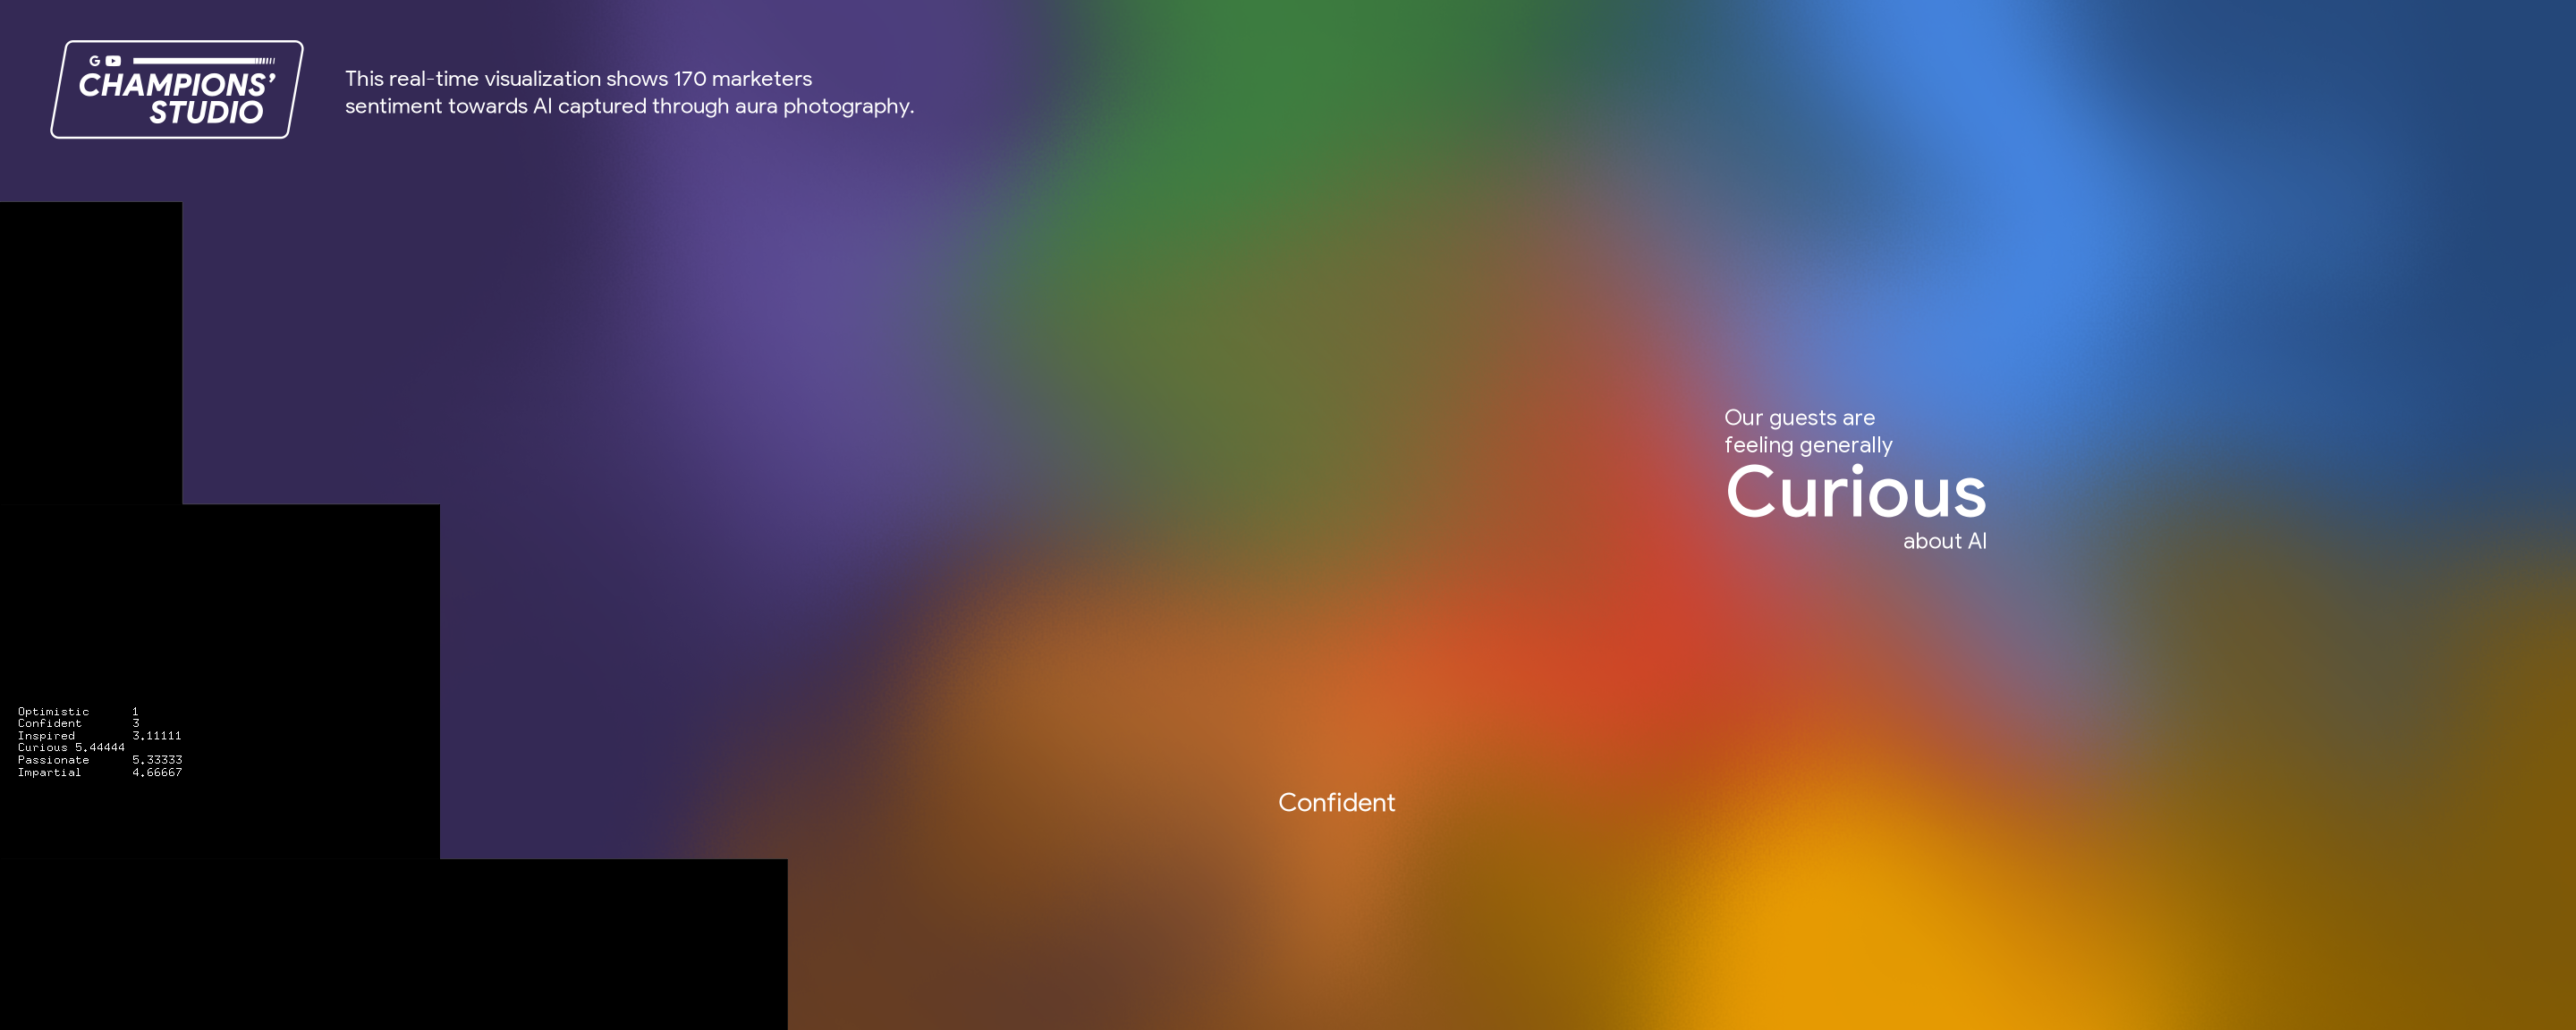 G
CHAMPIONS’
STUDIO
This real-time visualization shows 170 marketers
sentiment towards AI captured through aura photography.
Our guests are
feeling generally
Curious
about AI
Optimistic 1
Confident 3
Inspired 3.11111
Curious 5.44444
Passionate 5.33333
Impartial 4.66667
Confident